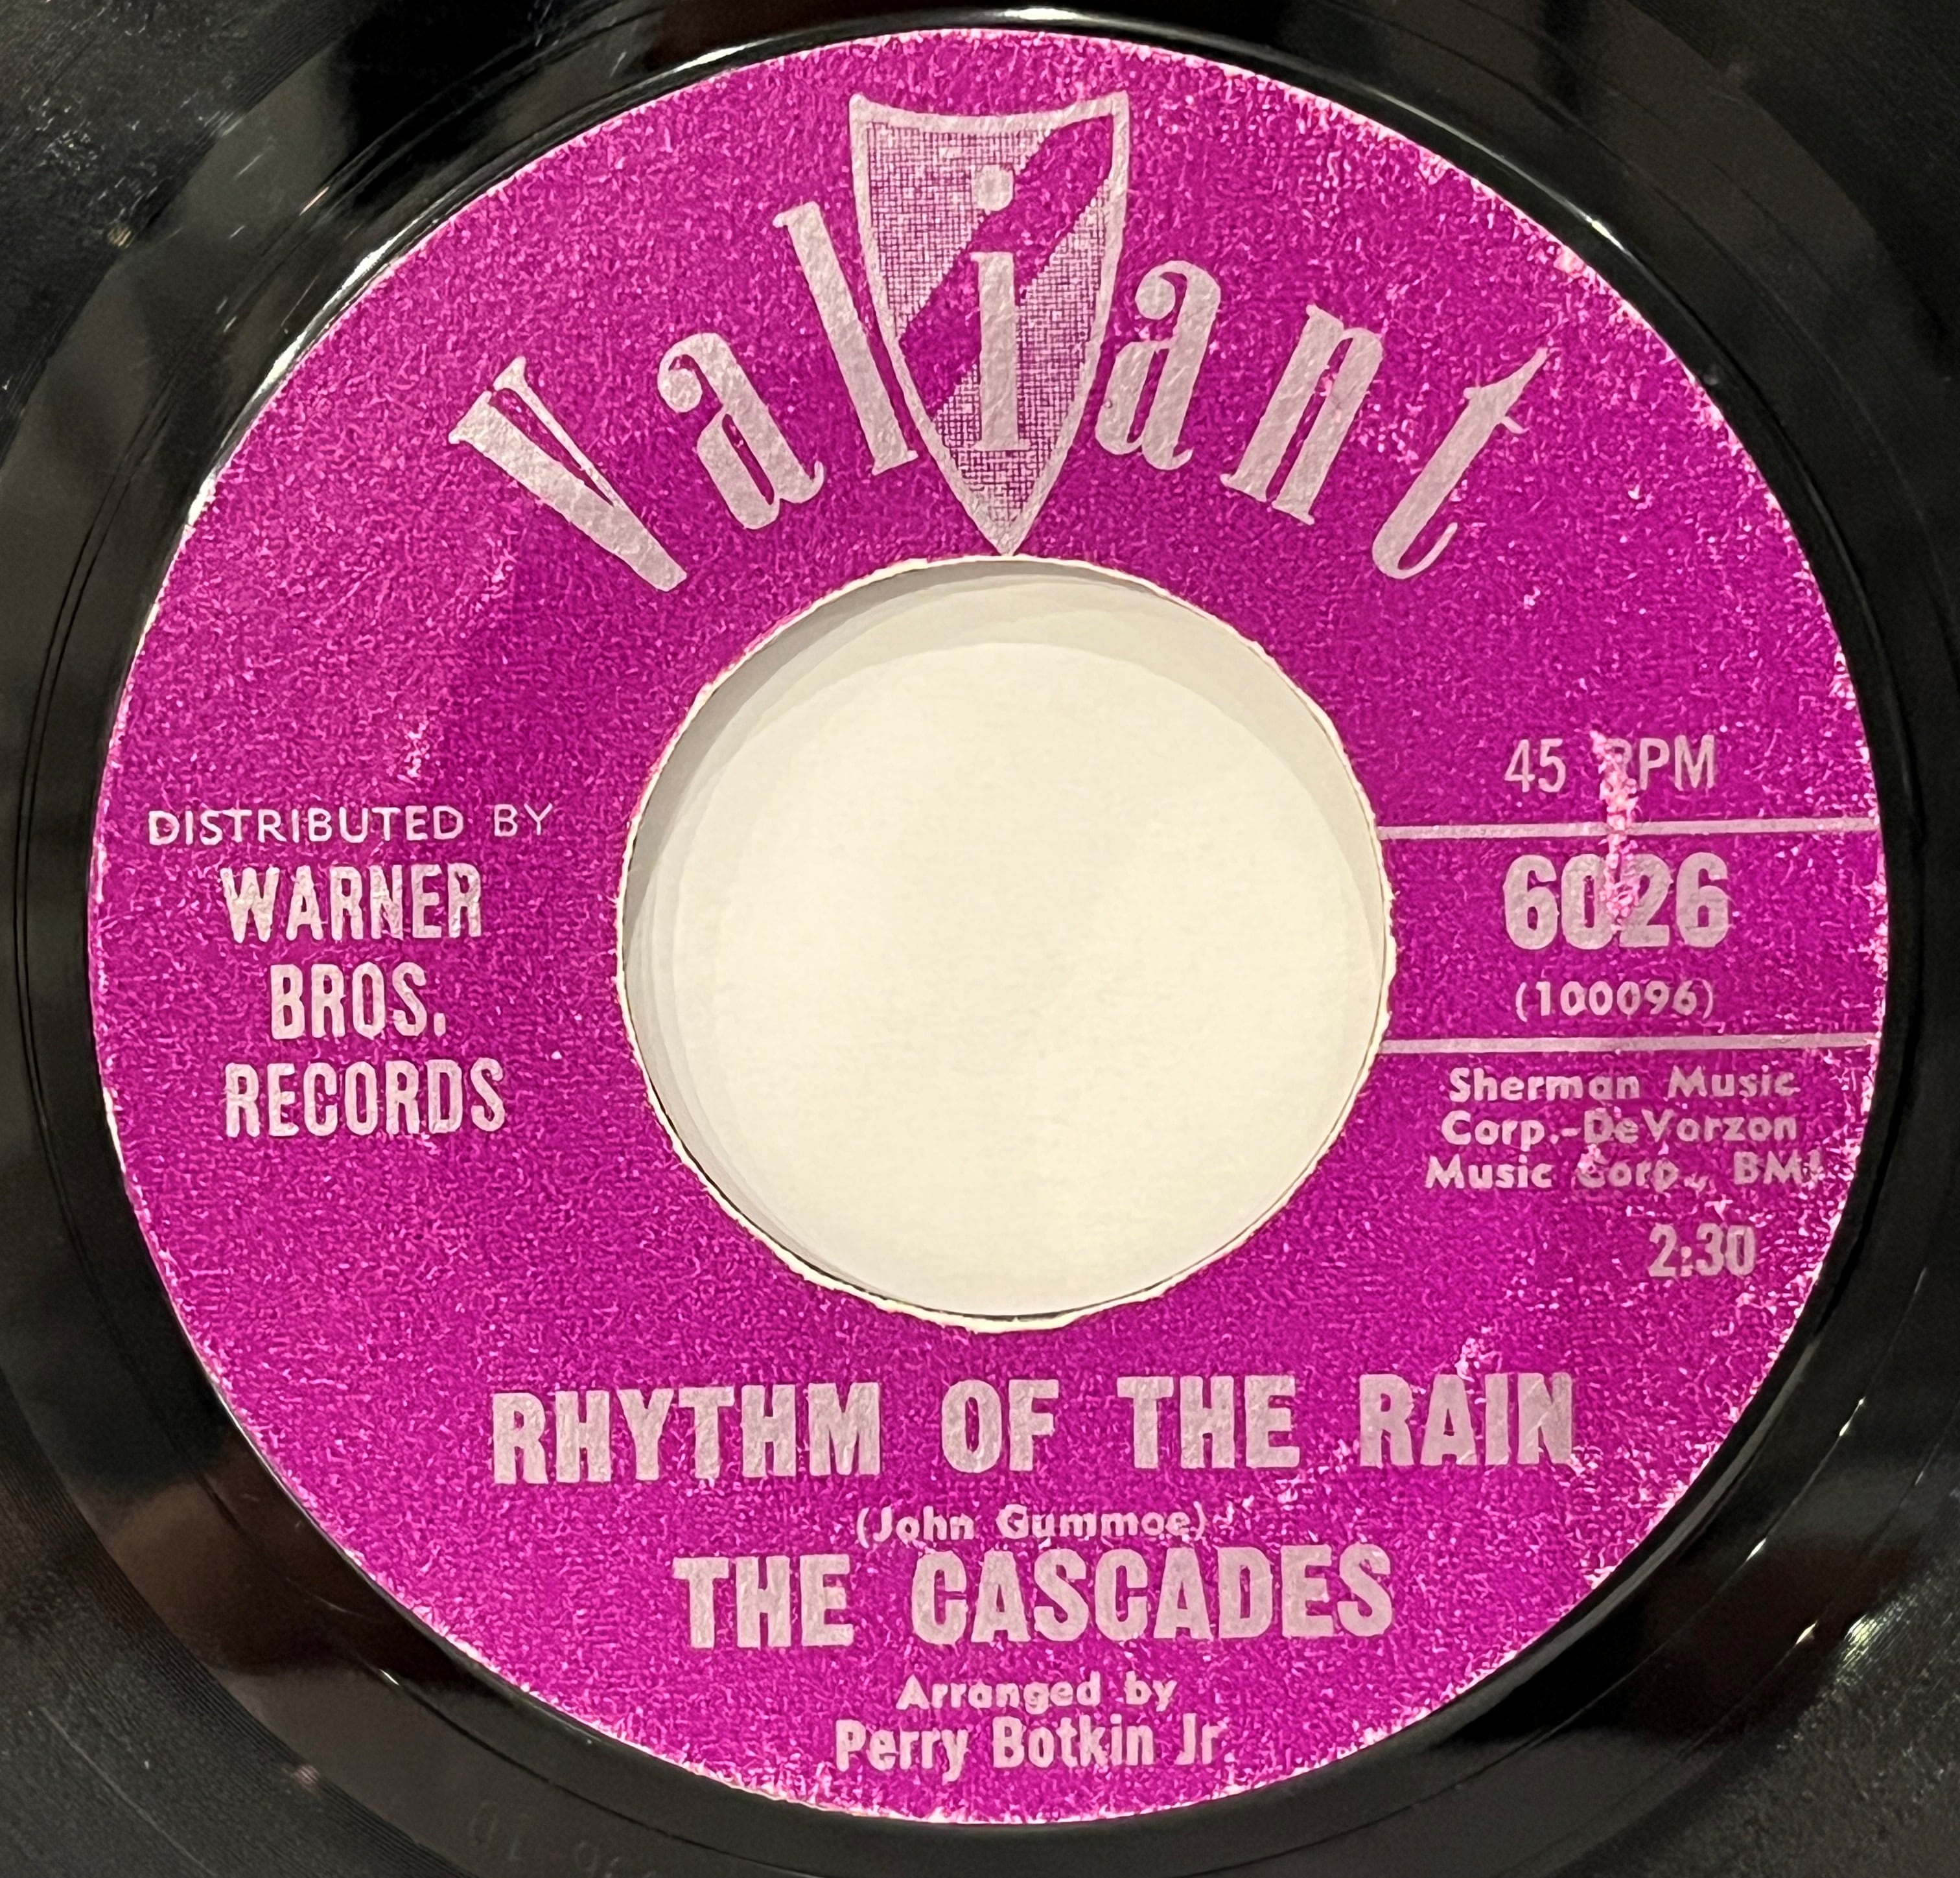 Valiant
45 RPM
DISTRIBUTED BY
WARNER
BROS.
RECORDS
6026
(100096)
Sherman Music
Corp.-DeVorzon
Music Corp., BMI
2:30
RHYTHM OF THE RAIN
(John Gummoe)
THE CASCADES
Arranged by
Perry Botkin Jr.